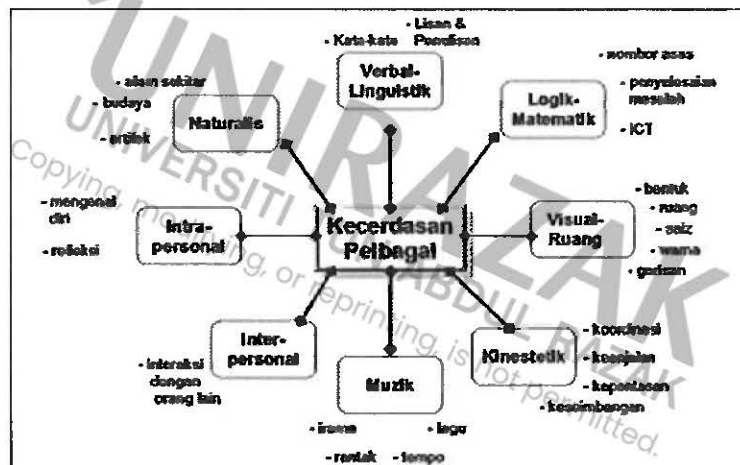 - Lisan &
- Kata-kata Penulisan
Verbal-
Linguistik
- nombor asas
- penyelesaian
masalah
- ICT
Logik-
Matematik
- alam sekitar
- budaya
- artifek
Naturalis
- mengenal
diri
- refleksi
Intra-
personal
Kecerdasan
Pelbagai
Visual-
Ruang
- bentuk
- ruang
- saiz
- warna
- garisan
Inter-
personal
- interaksi
dengan
orang lain
Muzik
- irama - lagu
- rentak - tempo
Kinestetik
- koordinasi
- keanjalan
- kepantasan
- keseimbangan
UNIRAZAK
UNIVERSITI TUN ABDUL RAZAK
Copying, modifying, or reprinting, is not permitted.